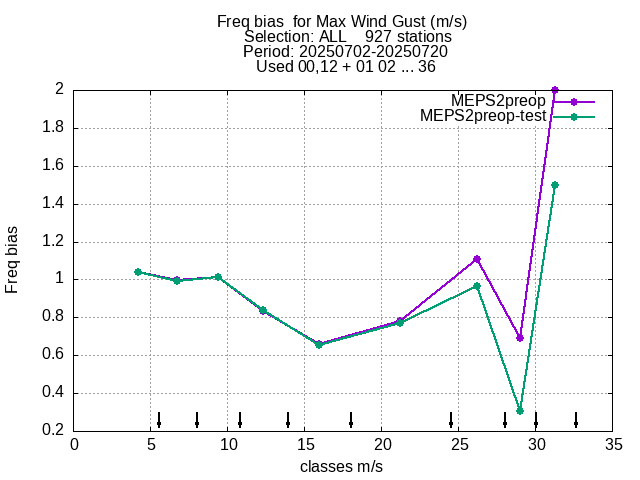 Freq bias  for Max Wind Gust (m/s)
Selection: ALL    927 stations
Period: 20250702-20250720
Used 00,12 + 01 02 ... 36
MEPS2preop
MEPS2preop-test
2
1.8
1.6
1.4
1.2
1
0.8
0.6
0.4
0.2
Freq bias
0 5 10 15 20 25 30 35
classes m/s